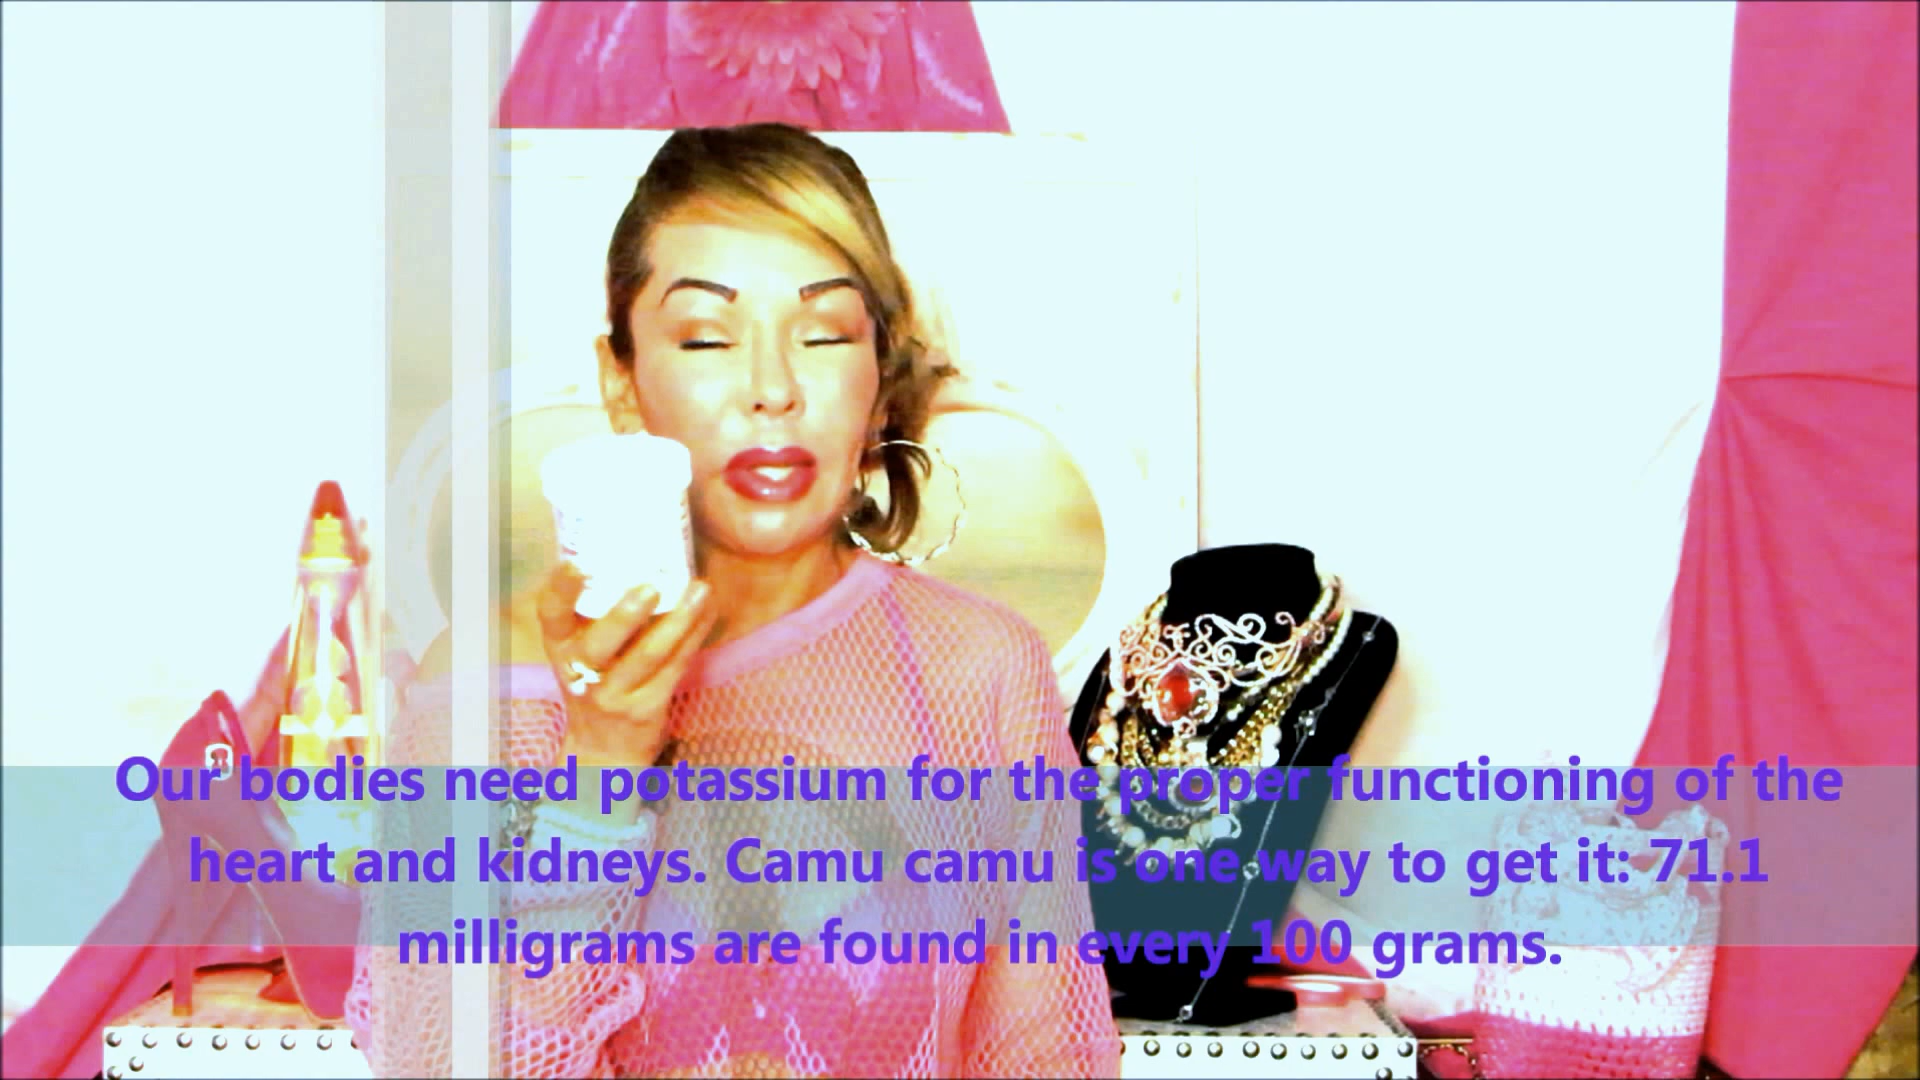 Our bodies need potassium for the proper functioning of the
heart and kidneys. Camu camu is one way to get it: 71.1
milligrams are found in every 100 grams.